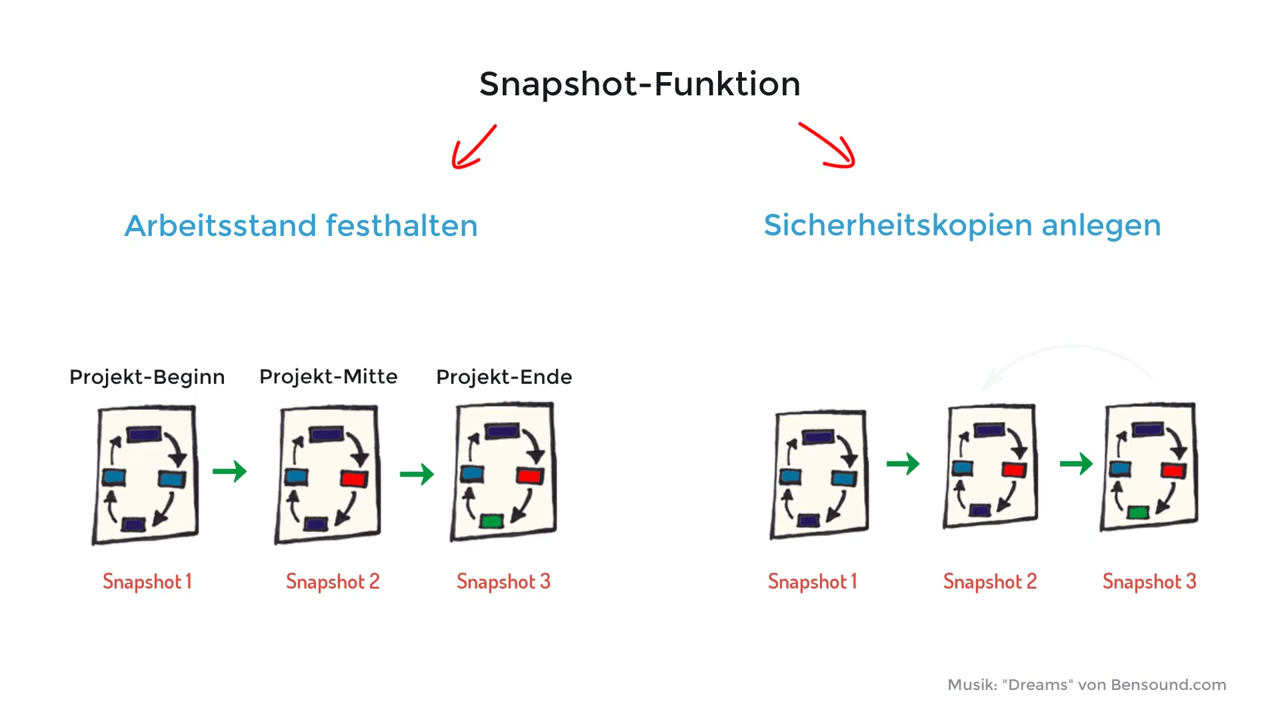 Snapshot-Funktion
Arbeitsstand festhalten
Sicherheitskopien anlegen
Projekt-Beginn
Projekt-Mitte
Projekt-Ende
Snapshot 1
Snapshot 2
Snapshot 3
Snapshot 1
Snapshot 2
Snapshot 3
Musik: "Dreams" von Bensound.com